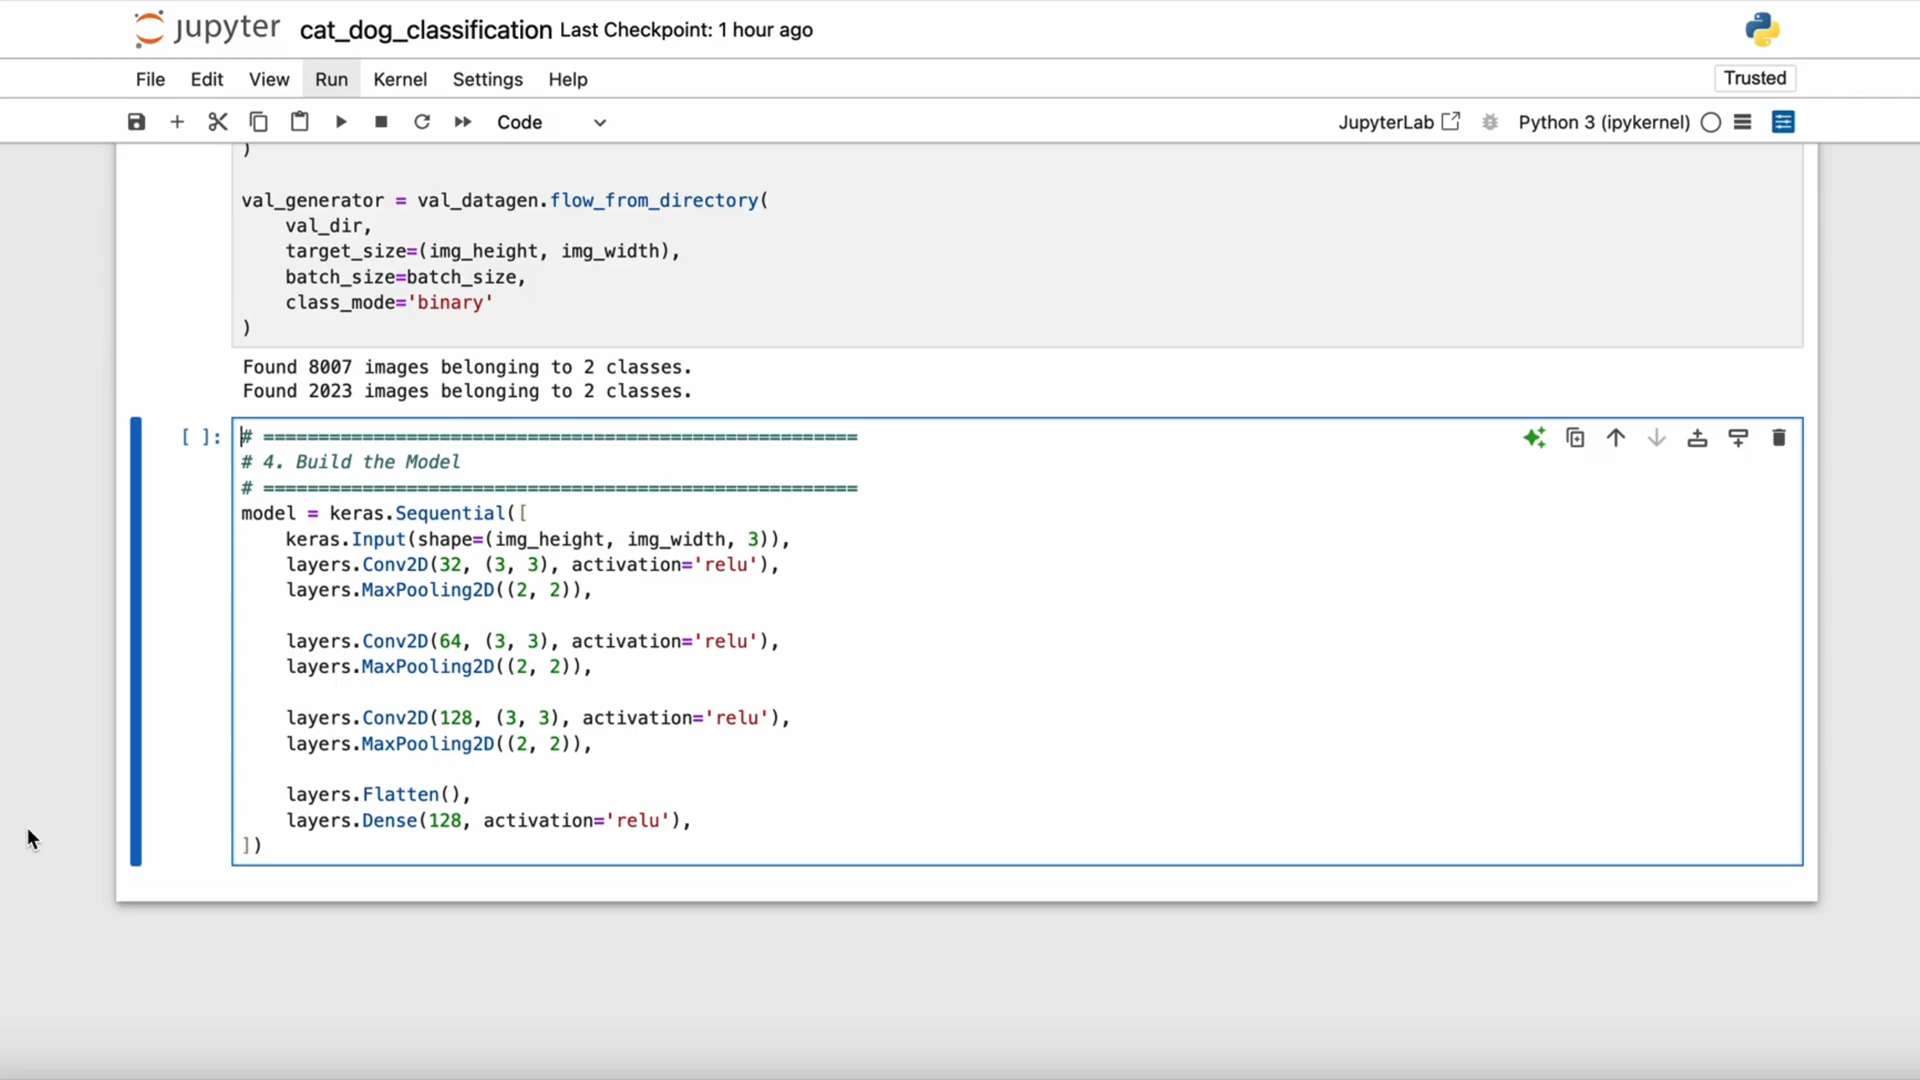 jupyter cat_dog_classification Last Checkpoint: 1 hour ago
File Edit View Run Kernel Settings Help Trusted
Code JupyterLab Python 3 (ipykernel)
)
val_generator = val_datagen.flow_from_directory(
    val_dir,
    target_size=(img_height, img_width),
    batch_size=batch_size,
    class_mode='binary'
)
Found 8007 images belonging to 2 classes.
Found 2023 images belonging to 2 classes.
[ ]: # ======================================================
# 4. Build the Model
# ======================================================
model = keras.Sequential([
    keras.Input(shape=(img_height, img_width, 3)),
    layers.Conv2D(32, (3, 3), activation='relu'),
    layers.MaxPooling2D((2, 2)),
    layers.Conv2D(64, (3, 3), activation='relu'),
    layers.MaxPooling2D((2, 2)),
    layers.Conv2D(128, (3, 3), activation='relu'),
    layers.MaxPooling2D((2, 2)),
    layers.Flatten(),
    layers.Dense(128, activation='relu'),
])